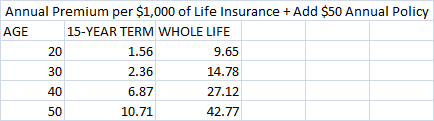 Annual Premium per $1,000 of Life Insurance + Add $50 Annual Policy
AGE 15-YEAR TERM WHOLE LIFE
20 1.56 9.65
30 2.36 14.78
40 6.87 27.12
50 10.71 42.77